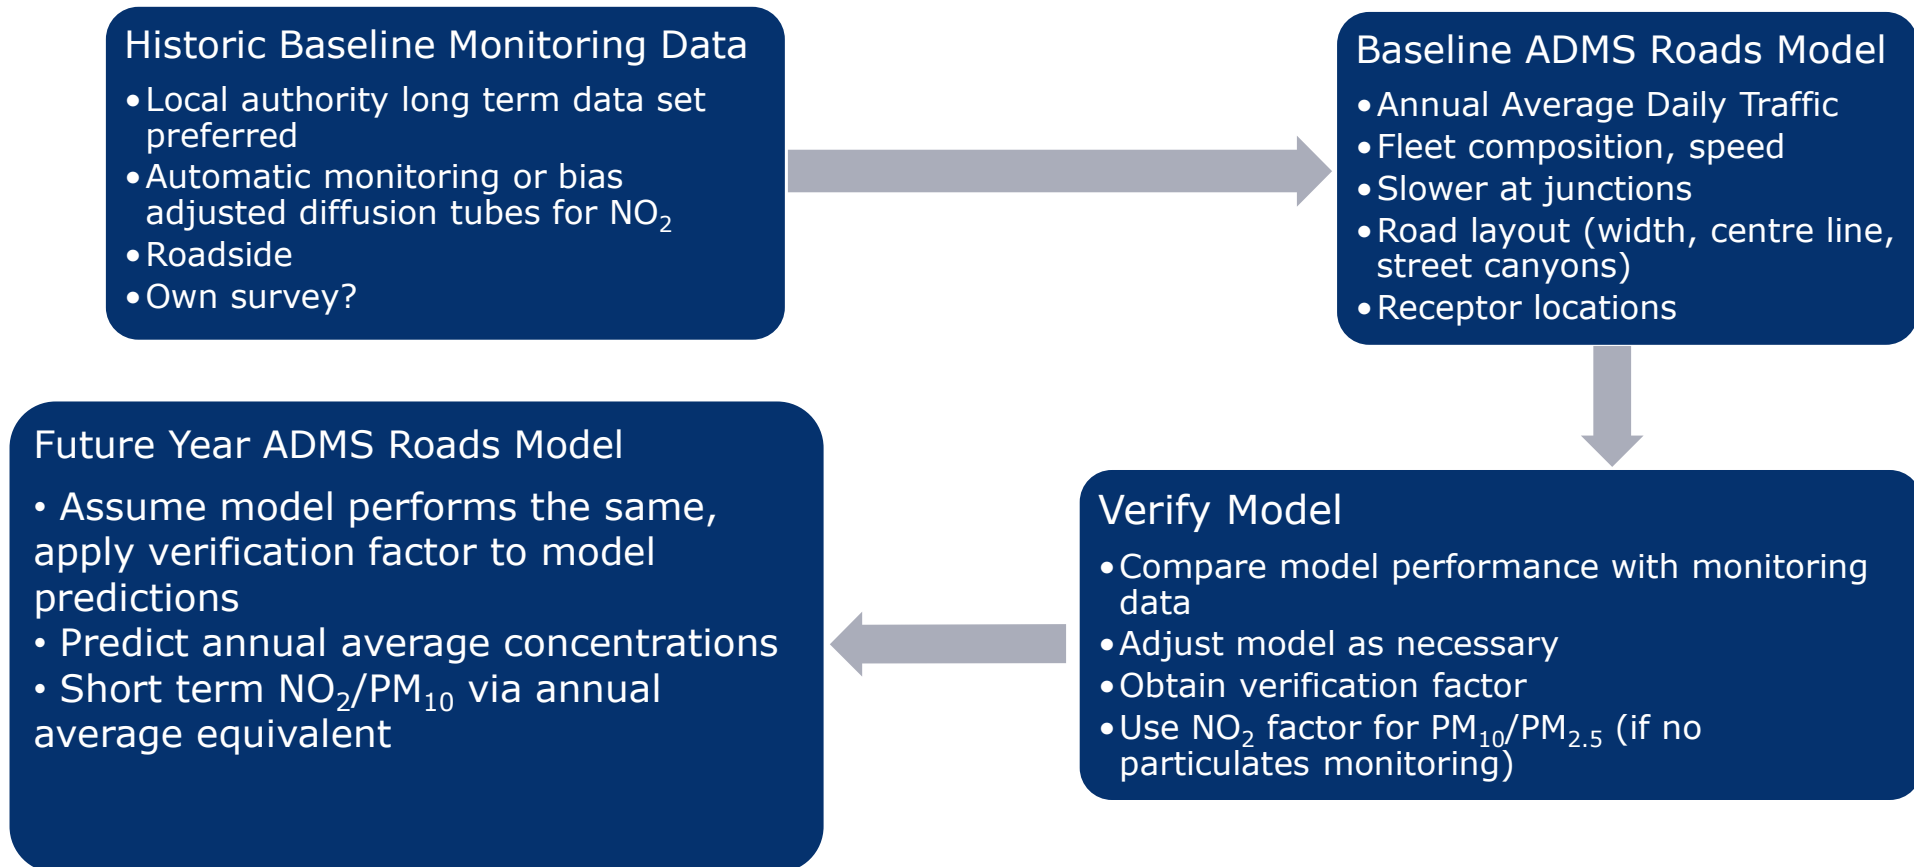 Historic Baseline Monitoring Data
•Local authority long term data set
preferred
•Automatic monitoring or bias
adjusted diffusion tubes for NO₂
•Roadside
•Own survey?
Baseline ADMS Roads Model
•Annual Average Daily Traffic
•Fleet composition, speed
•Slower at junctions
•Road layout (width, centre line,
street canyons)
•Receptor locations
Verify Model
•Compare model performance with monitoring
data
•Adjust model as necessary
•Obtain verification factor
•Use NO₂ factor for PM₁₀/PM₂.₅ (if no
particulates monitoring)
Future Year ADMS Roads Model
• Assume model performs the same,
apply verification factor to model
predictions
• Predict annual average concentrations
• Short term NO₂/PM₁₀ via annual
average equivalent